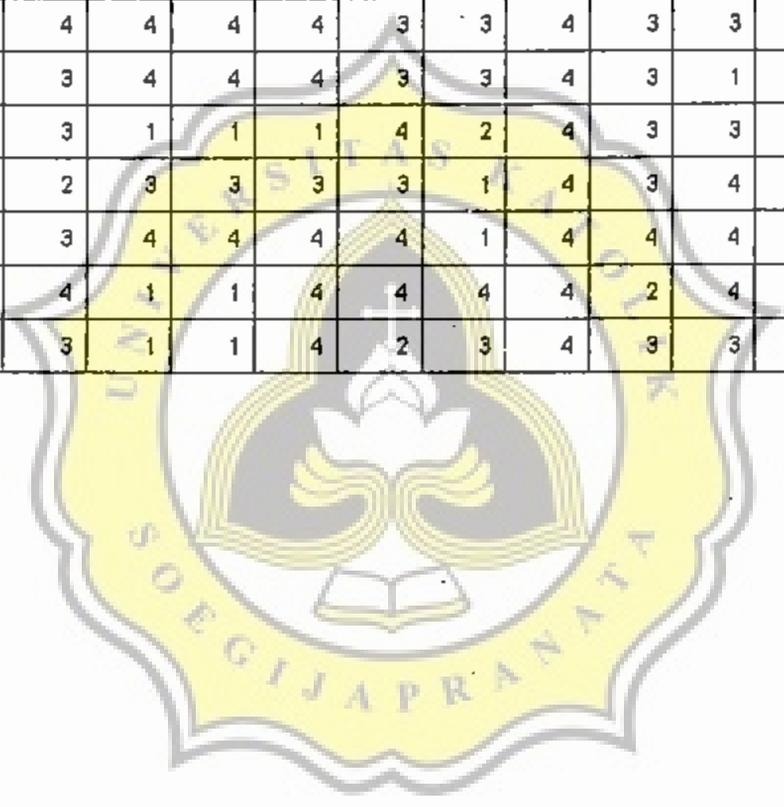 4 4 4 4 3 3 4 3 3
3 4 4 4 3 3 4 3 1
3 1 1 1 4 2 4 3 3
2 3 3 3 3 1 4 3 4
3 4 4 4 4 1 4 4 4
4 1 1 4 4 4 4 2 4
3 1 1 4 2 3 4 3 3
UNIVERSITAS KATOLIK
SOEGIJAPRANATA